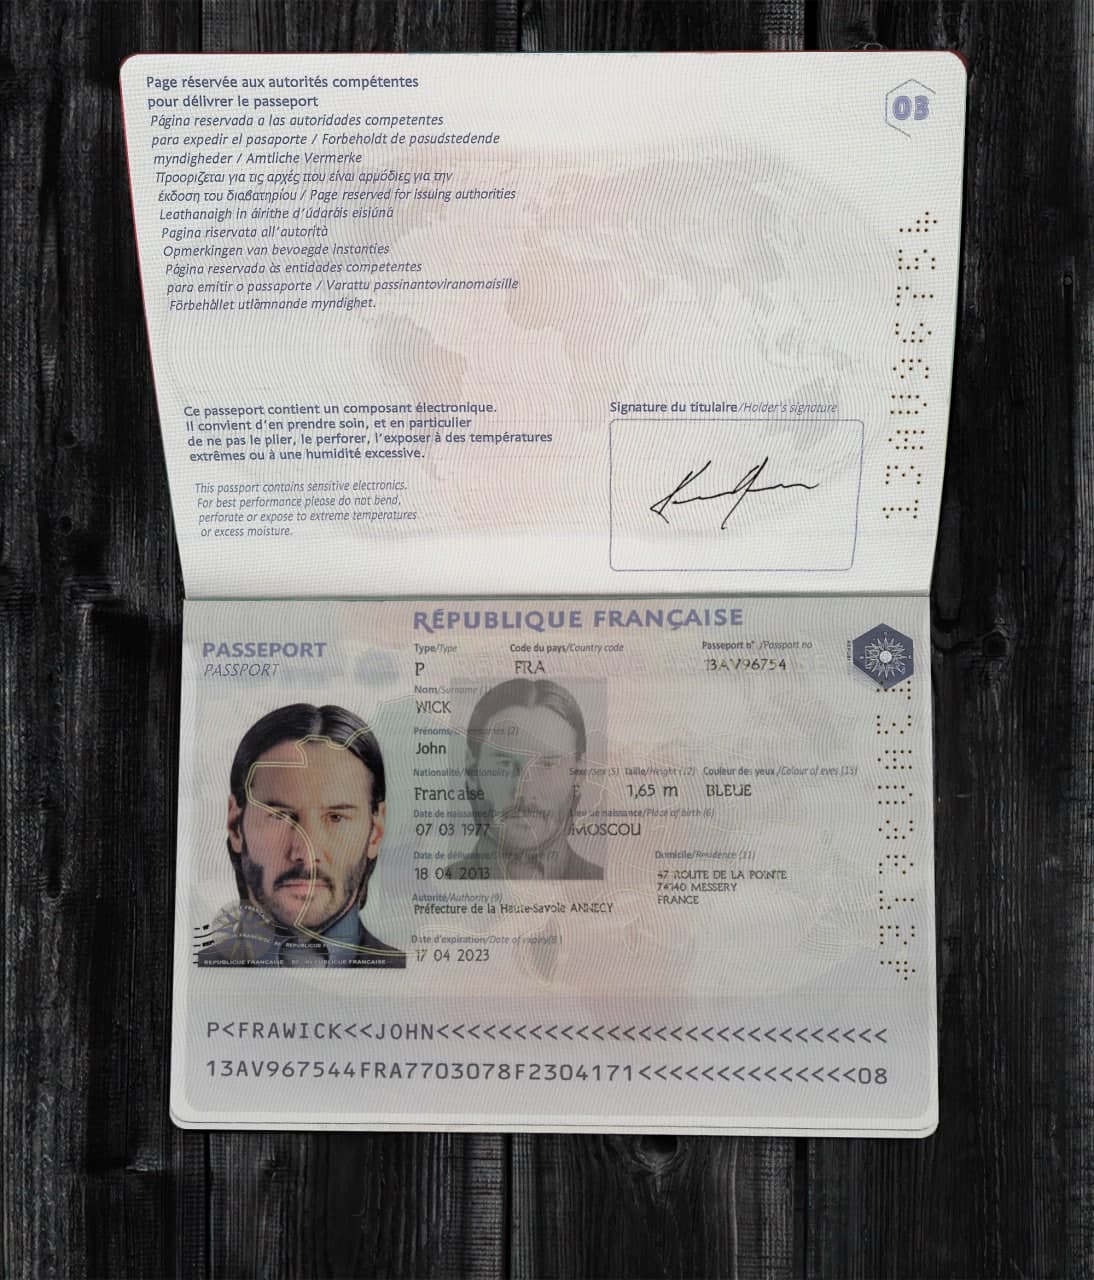 Page réservée aux autorités compétentes
pour délivrer le passeport
Página reservada a las autoridades competentes
para expedir el pasaporte / Forbeholdt de pasudstedende
myndigheder / Amtliche Vermerke
Προορίζεται για τις αρχές που είναι αρμόδιες για την
έκδοση του διαβατηρίου / Page reserved for issuing authorities
Leathanaigh in áirithe d'údaráis eisiúná
Pagina riservata all'autorità
Opmerkingen van bevoegde instanties
Página reservada às entidades competentes
para emitir o passaporte / Varattu passinantoviranomaisille
Förbehållet utlämnande myndighet.
03
Ce passeport contient un composant électronique.
Il convient d'en prendre soin, et en particulier
de ne pas le plier, le perforer, l'exposer à des températures
extrêmes ou à une humidité excessive.
This passport contains sensitive electronics.
For best performance please do not bend,
perforate or expose to extreme temperatures
or excess moisture.
Signature du titulaire/Holder's signature
13AD96754
RÉPUBLIQUE FRANÇAISE
PASSEPORT
PASSPORT
Type/Type
Code du pays/Country code
Passeport n° /Passport no
P
FRA
13AV96754
Nom/Surname (1)
WICK
Prénoms/ (2)
John
Nationalité/Nationality
Sexe/Sex (5) Taille/Height (12) Couleur des yeux /Colour of eyes (13)
Francaise
F
1,65 m
BLEUE
Date de naissance/Date of birth(4)
Lieu de naissance/Place of birth (6)
07 03 1977
MOSCOU
Date de délivrance/Date of issue (7)
Domicile/Residence (11)
18 04 2013
47 ROUTE DE LA POINTE
74140 MESSERY
FRANCE
Autorité/Authority (9)
Préfecture de la Haute-Savoie ANNECY
Date d'expiration/Date of expiry(8)
17 04 2023
REPUBLIQUE FRANÇAISE RF REPUBLIQUE FRANÇAISE
P<FRAWICK<<JOHN<<<<<<<<<<<<<<<<<<<<<<<<<<<<<
13AV967544FRA7703078F2304171<<<<<<<<<<<<<<08